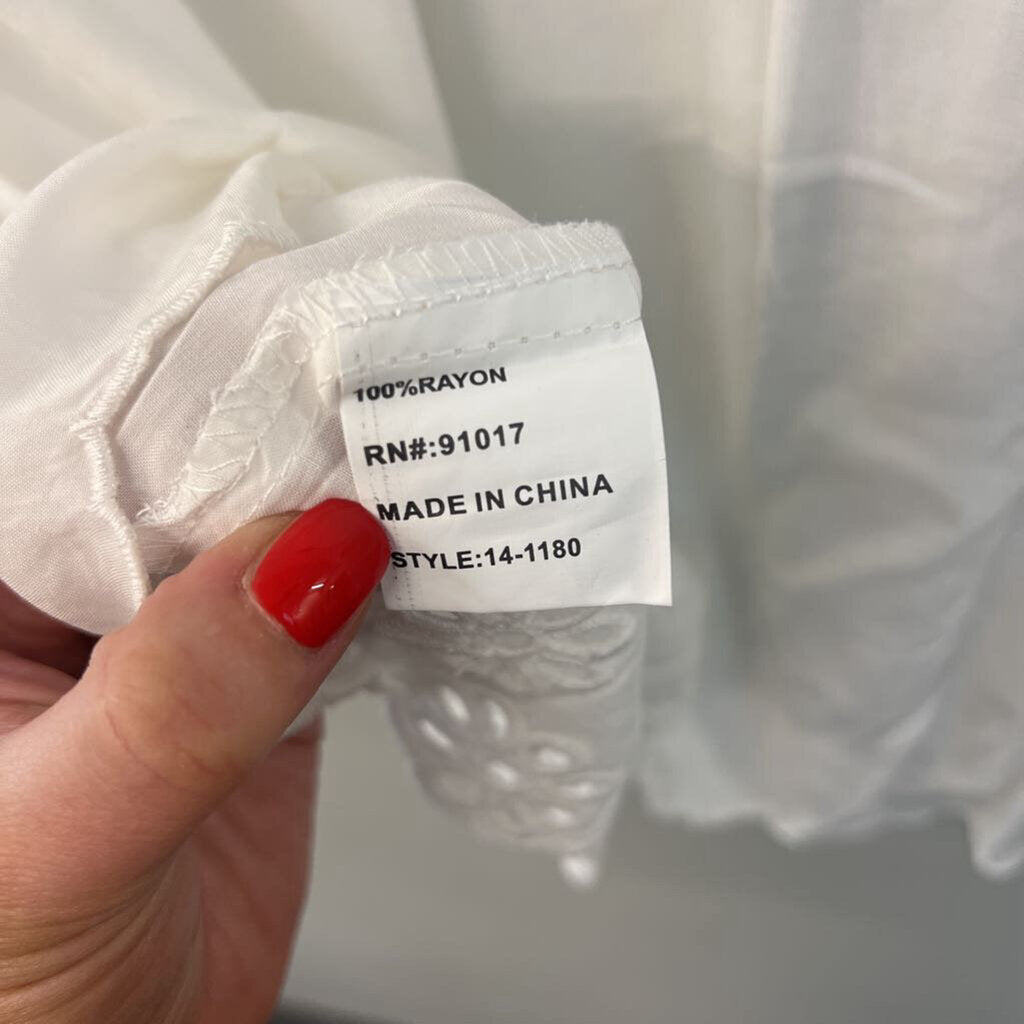 100%RAYON
RN#:91017
MADE IN CHINA
STYLE:14-1180